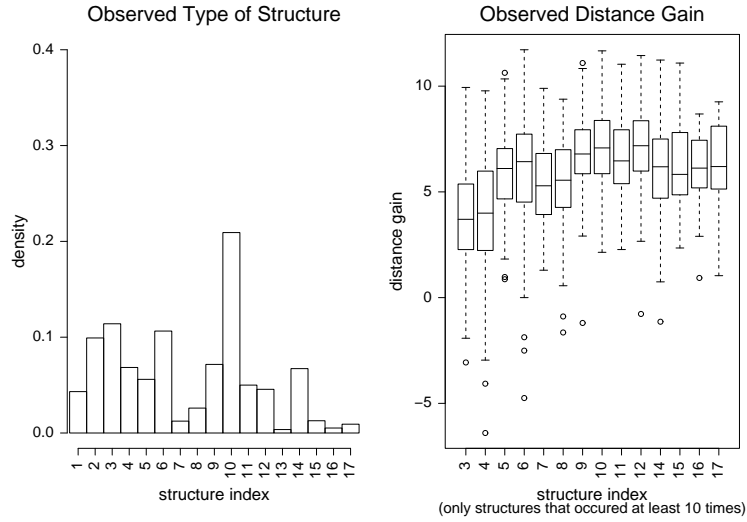 Observed Type of Structure
0.4
0.3
0.2
0.1
0.0
density
1 2 3 4 5 6 7 8 9 10 11 12 13 14 15 16 17
structure index
Observed Distance Gain
10
5
0
−5
distance gain
3 4 5 6 7 8 9 10 11 12 14 15 16 17
structure index
(only structures that occured at least 10 times)